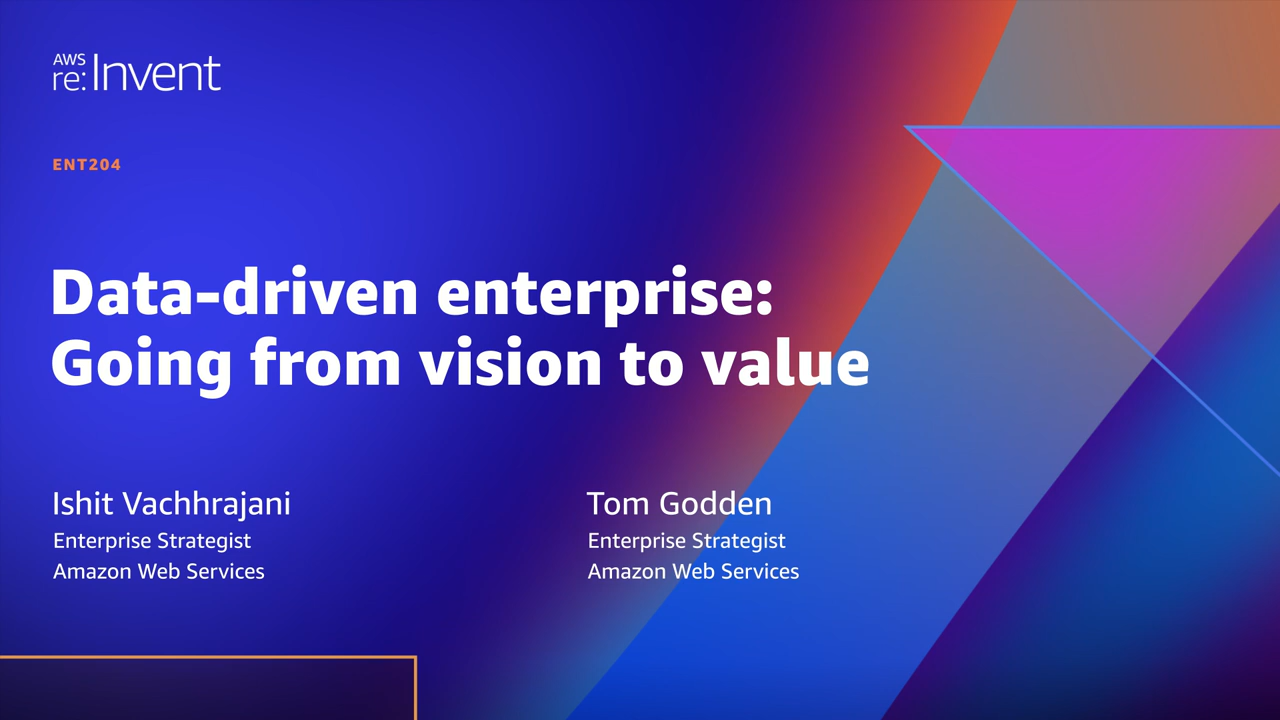 AWS
re:Invent
ENT204
Data-driven enterprise:
Going from vision to value
Ishit Vachhrajani
Enterprise Strategist
Amazon Web Services
Tom Godden
Enterprise Strategist
Amazon Web Services